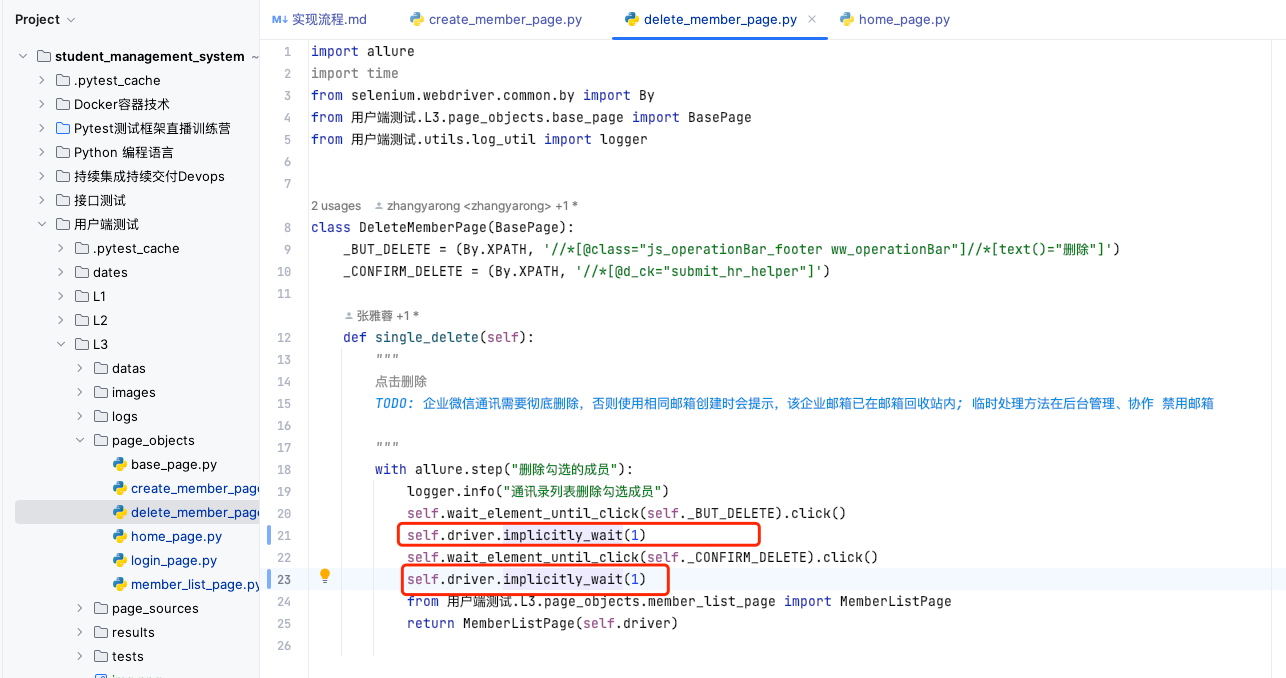 Project
student_management_system ~
.pytest_cache
Docker容器技术
Pytest测试框架直播训练营
Python 编程语言
持续集成持续交付Devops
接口测试
用户端测试
.pytest_cache
dates
L1
L2
L3
datas
images
logs
page_objects
base_page.py
create_member_page
delete_member_page
home_page.py
login_page.py
member_list_page.py
page_sources
results
tests
M↓ 实现流程.md create_member_page.py delete_member_page.py × home_page.py
1 import allure
2 import time
3 from selenium.webdriver.common.by import By
4 from 用户端测试.L3.page_objects.base_page import BasePage
5 from 用户端测试.utils.log_util import logger
6
7
2 usages zhangyarong <zhangyarong> +1 *
8 class DeleteMemberPage(BasePage):
9 _BUT_DELETE = (By.XPATH, '//*[@class="js_operationBar_footer ww_operationBar"]//*[text()="删除"]')
10 _CONFIRM_DELETE = (By.XPATH, '//*[@d_ck="submit_hr_helper"]')
11
张雅蓉 +1 *
12 def single_delete(self):
13 """
14 点击删除
15 TODO: 企业微信通讯需要彻底删除，否则使用相同邮箱创建时会提示，该企业邮箱已在邮箱回收站内; 临时处理方法在后台管理、协作 禁用邮箱
16
17 """
18 with allure.step("删除勾选的成员"):
19 logger.info("通讯录列表删除勾选成员")
20 self.wait_element_until_click(self._BUT_DELETE).click()
21 self.driver.implicitly_wait(1)
22 self.wait_element_until_click(self._CONFIRM_DELETE).click()
23 self.driver.implicitly_wait(1)
24 from 用户端测试.L3.page_objects.member_list_page import MemberListPage
25 return MemberListPage(self.driver)
26